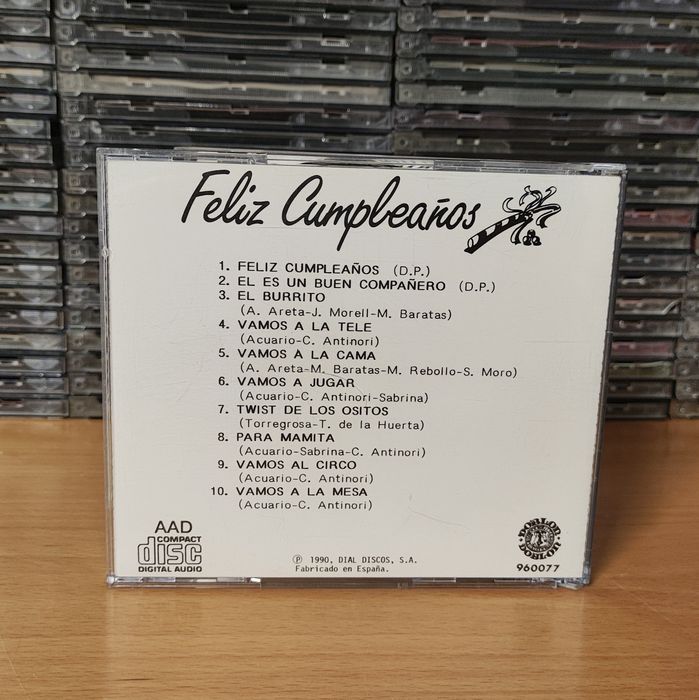 Feliz Cumpleaños
1. FELIZ CUMPLEAÑOS (D.P.)
2. EL ES UN BUEN COMPAÑERO (D.P.)
3. EL BURRITO
(A. Areta-J. Morell-M. Baratas)
4. VAMOS A LA TELE
(Acuario-C. Antinori)
5. VAMOS A LA CAMA
(A. Areta-M. Baratas-M. Rebollo-S. Moro)
6. VAMOS A JUGAR
(Acuario-C. Antinori-Sabrina)
7. TWIST DE LOS OSITOS
(Torregrosa-T. de la Huerta)
8. PARA MAMITA
(Acuario-Sabrina-C. Antinori)
9. VAMOS AL CIRCO
(Acuario-C. Antinori)
10. VAMOS A LA MESA
(Acuario-C. Antinori)
AAD
COMPACT
disc
DIGITAL AUDIO
Ⓟ 1990, DIAL DISCOS, S.A.
Fabricado en España.
960077